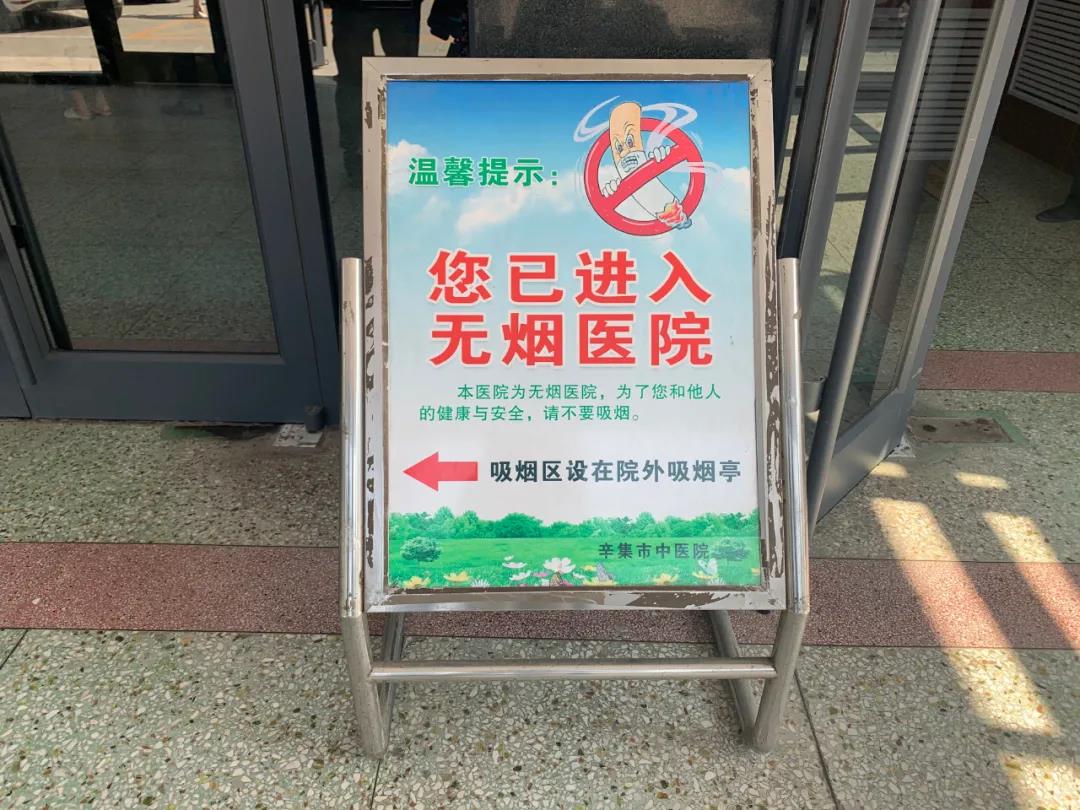 温馨提示：
您已进入
无烟医院
本医院为无烟医院，为了您和他人
的健康与安全，请不要吸烟。
吸烟区设在院外吸烟亭
辛集市中医院